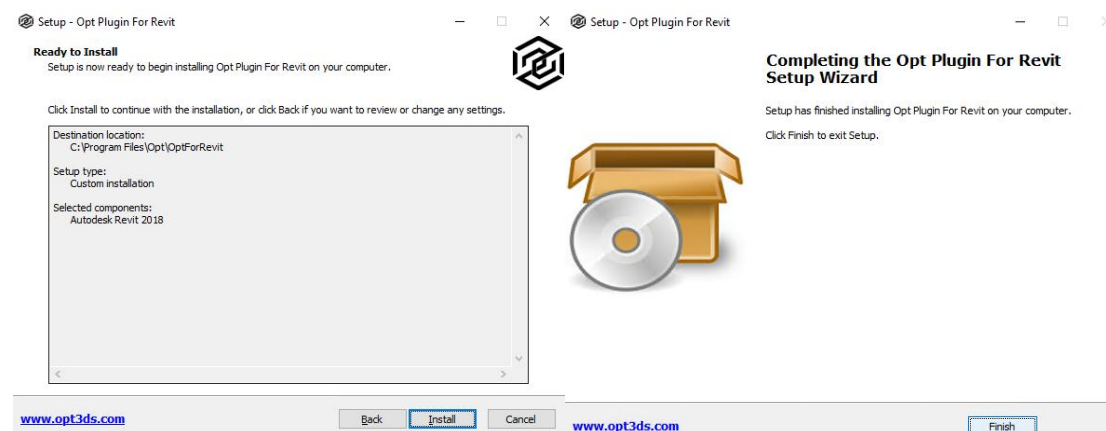 Setup - Opt Plugin For Revit
Ready to Install
Setup is now ready to begin installing Opt Plugin For Revit on your computer.
Click Install to continue with the installation, or click Back if you want to review or change any settings.
Destination location:
C:\Program Files\Opt\OptForRevit
Setup type:
Custom installation
Selected components:
Autodesk Revit 2018
www.opt3ds.com
Back
Install
Cancel
Setup - Opt Plugin For Revit
Completing the Opt Plugin For Revit
Setup Wizard
Setup has finished installing Opt Plugin For Revit on your computer.
Click Finish to exit Setup.
www.opt3ds.com
Finish